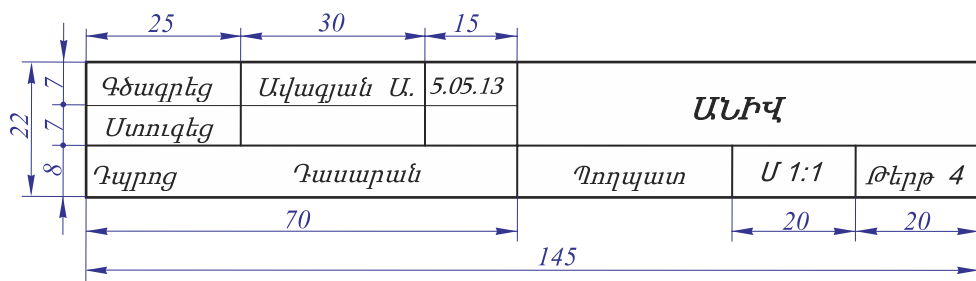 25 30 15
7 Գծագրեց Ավագյան Ա. 5.05.13 ԱՆԻՎ
22 7 Ստուգեց
8 Դպրոց Դասարան Պողպատ Մ 1:1 Թերթ 4
70 20 20
145